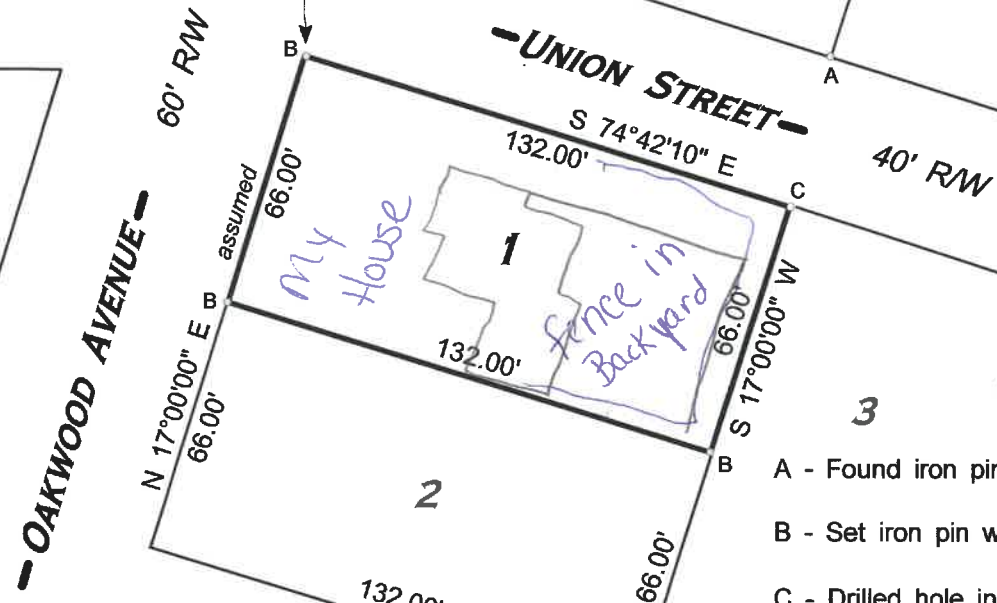 60' R/W
B
UNION STREET
A
S 74°42'10" E
132.00'
40' R/W
C
assumed
66.00'
My
House
1
fence in
Backyard
66.00'
S 17°00'00" W
B
132.00'
OAKWOOD AVENUE
N 17°00'00" E
66.00'
B
2
3
A - Found iron pin
B - Set iron pin w
C - Drilled hole in
132.00'
66.00'